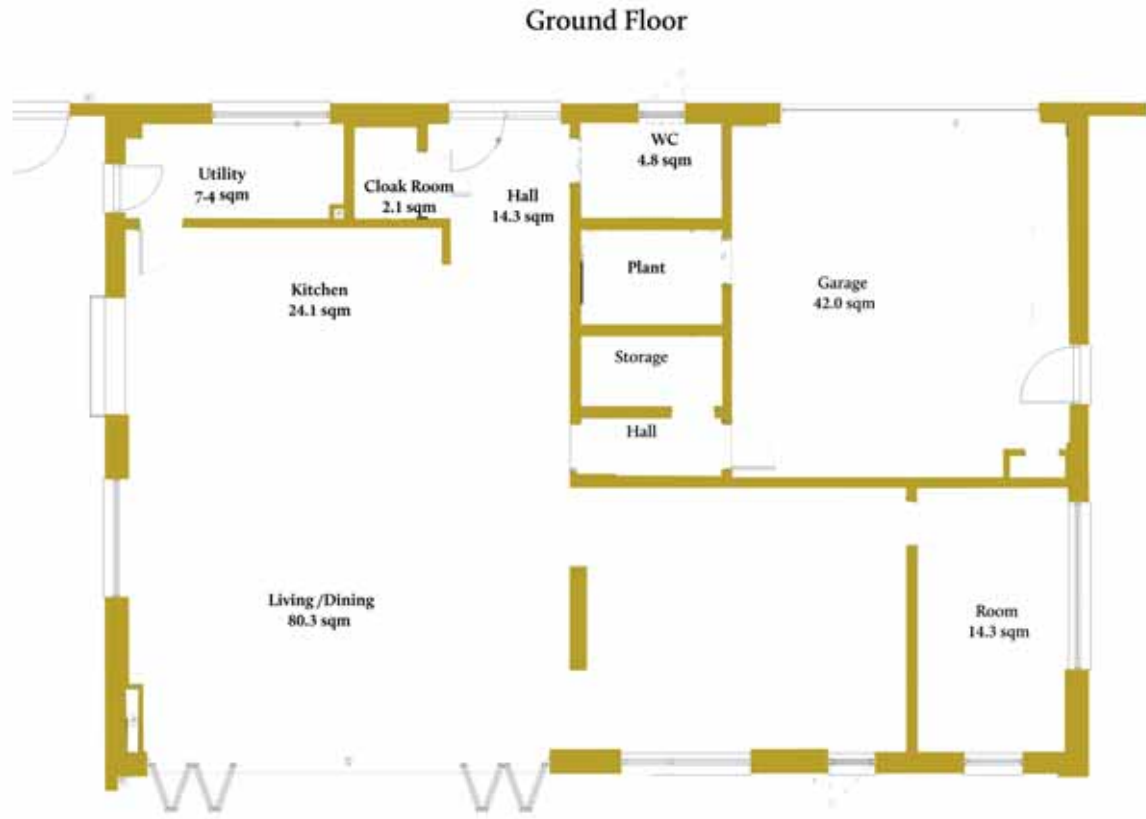 Ground Floor
WC
4.8 sqm
Utility
7.4 sqm
Cloak Room
2.1 sqm
Hall
14.3 sqm
Plant
Garage
42.0 sqm
Kitchen
24.1 sqm
Storage
Hall
Living /Dining
80.3 sqm
Room
14.3 sqm